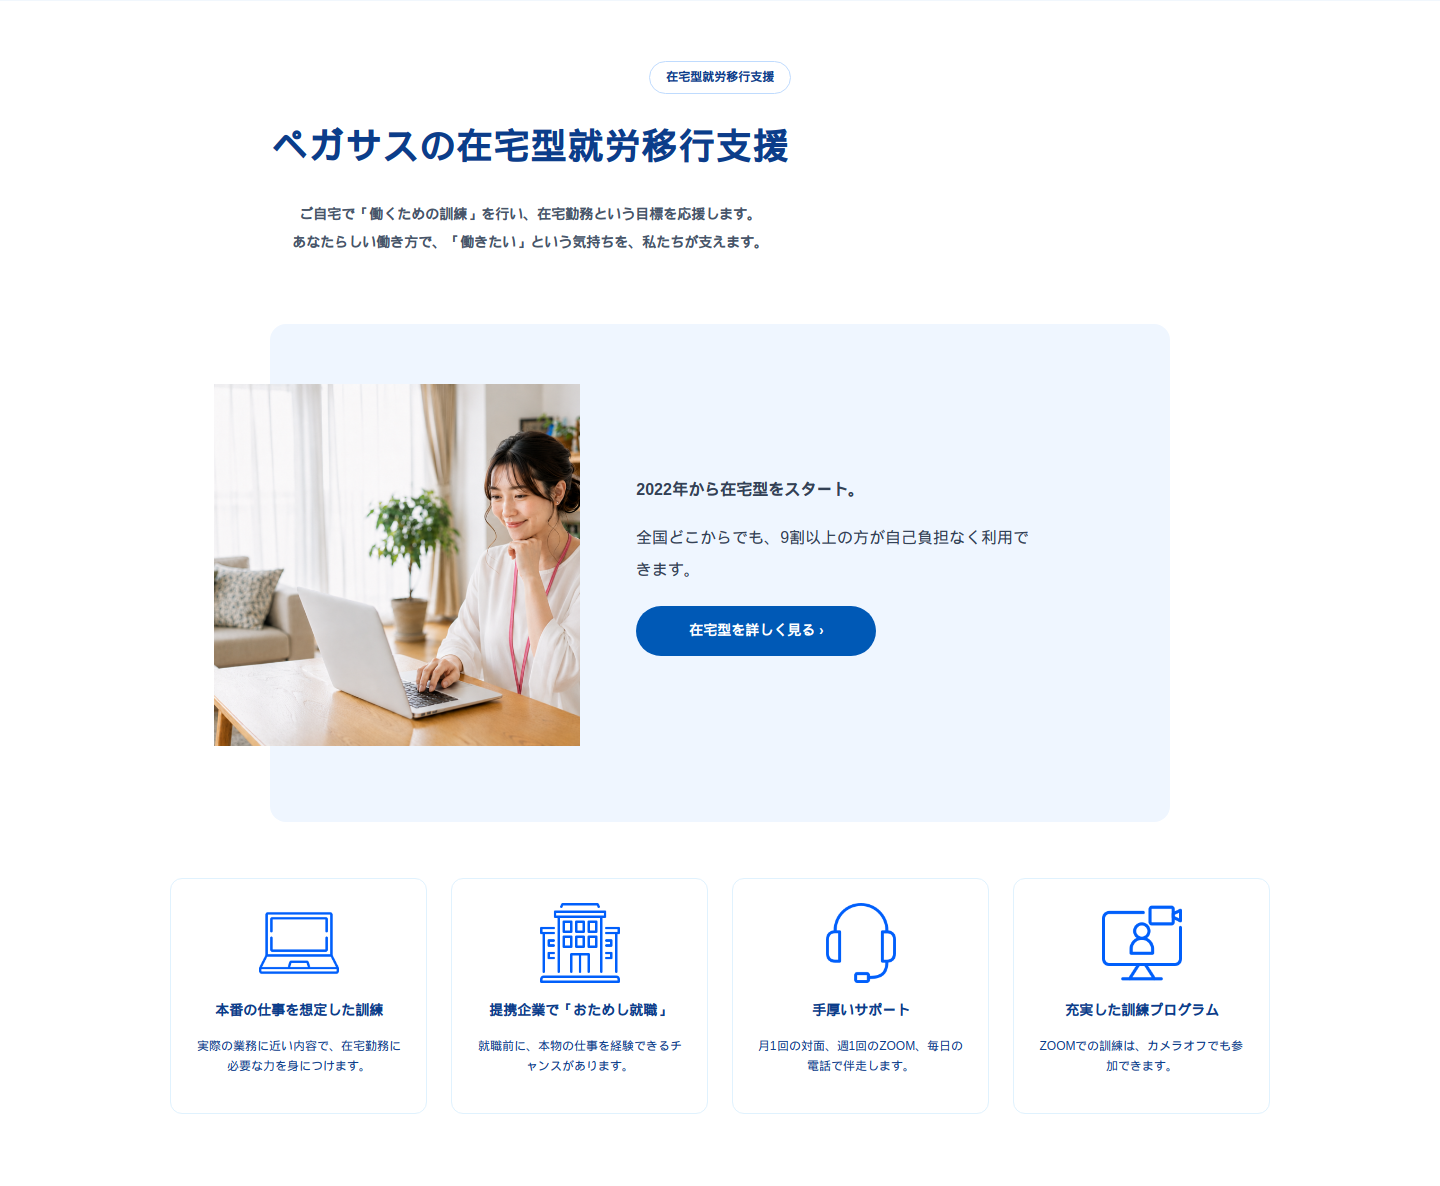 在宅型就労移行支援
ペガサスの在宅型就労移行支援
ご自宅で「働くための訓練」を行い、在宅勤務という目標を応援します。
あなたらしい働き方で、「働きたい」という気持ちを、私たちが支えます。
2022年から在宅型をスタート。
全国どこからでも、9割以上の方が自己負担なく利用で
きます。
在宅型を詳しく見る ›
本番の仕事を想定した訓練
実際の業務に近い内容で、在宅勤務に
必要な力を身につけます。
提携企業で「おためし就職」
就職前に、本物の仕事を経験できるチ
ャンスがあります。
手厚いサポート
月1回の対面、週1回のZOOM、毎日の
電話で伴走します。
充実した訓練プログラム
ZOOMでの訓練は、カメラオフでも参
加できます。